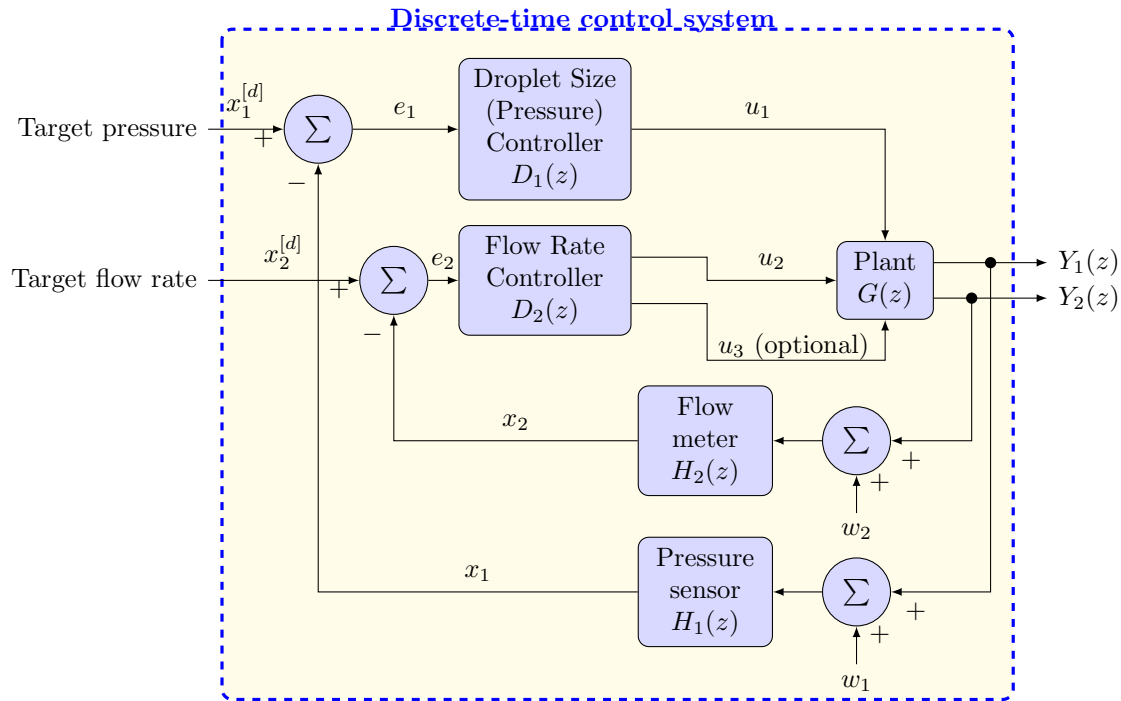 Discrete-time control system
Target pressure
x_1^{[d]}
+
−
Σ
e_1
Droplet Size
(Pressure)
Controller
D_1(z)
u_1
Target flow rate
x_2^{[d]}
+
−
Σ
e_2
Flow Rate
Controller
D_2(z)
u_2
u_3 (optional)
Plant
G(z)
Y_1(z)
Y_2(z)
x_2
Flow
meter
H_2(z)
Σ
+
+
w_2
x_1
Pressure
sensor
H_1(z)
Σ
+
+
w_1